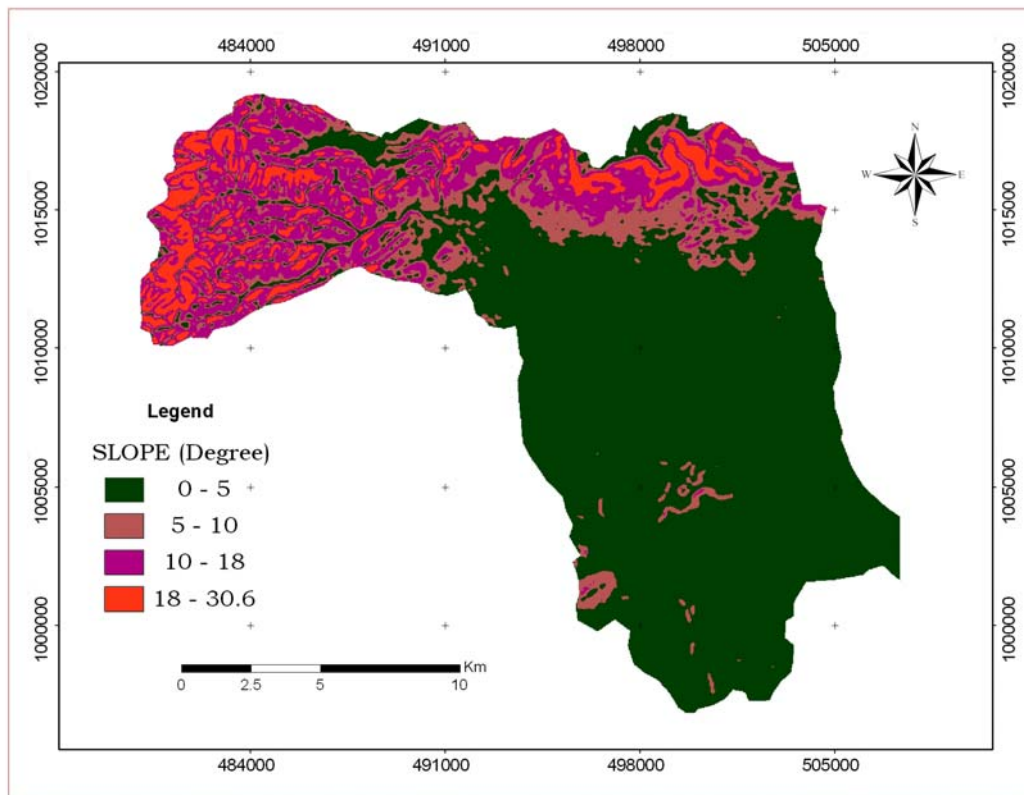 484000 491000 498000 505000
1020000 1020000
N
W E
S
1015000 1015000
1010000 1010000
Legend
SLOPE (Degree)
0 - 5
5 - 10
10 - 18
18 - 30.6
1005000 1005000
1000000 1000000
Km
0 2.5 5 10
484000 491000 498000 505000